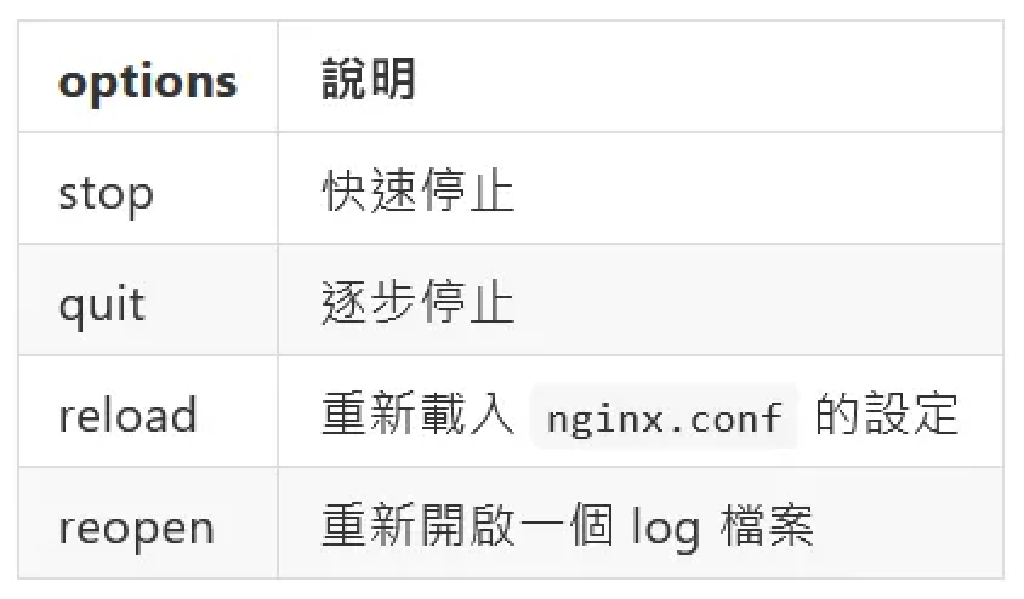 options 說明
stop 快速停止
quit 逐步停止
reload 重新載入 nginx.conf 的設定
reopen 重新開啟一個 log 檔案